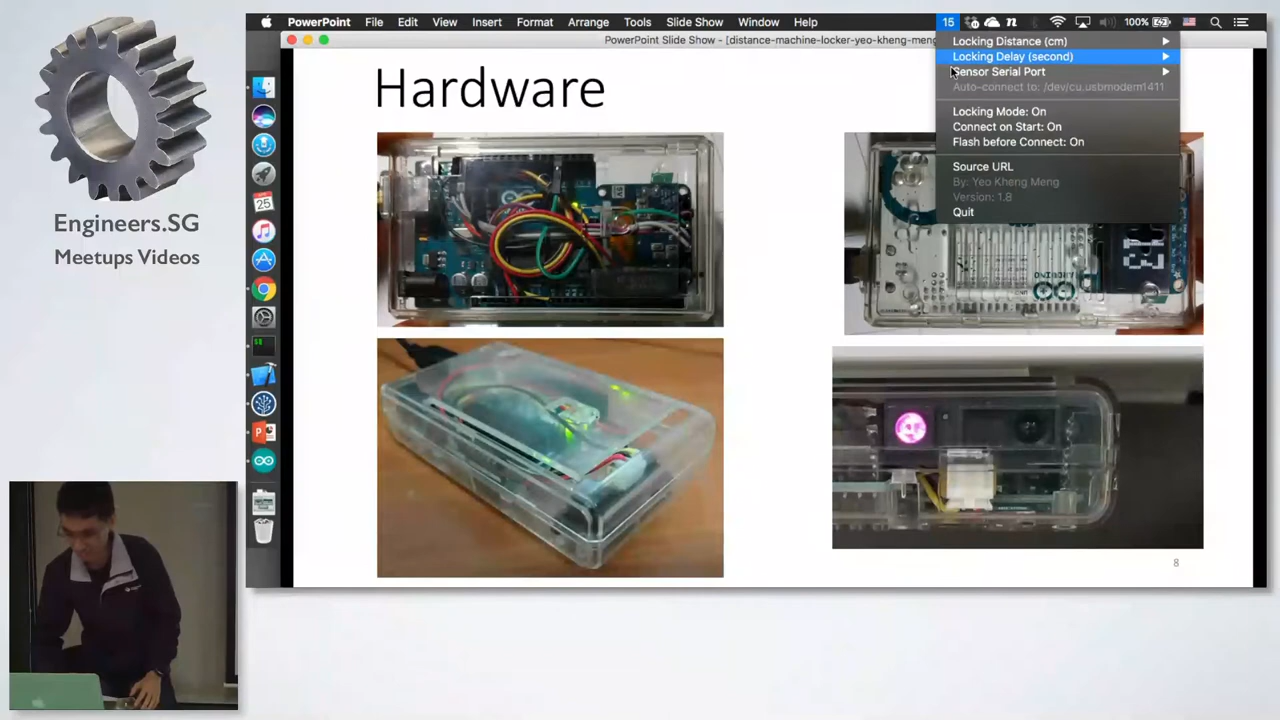 Engineers.SG
Meetups Videos
PowerPoint File Edit View Insert Format Arrange Tools Slide Show Window Help
15
100%
PowerPoint Slide Show - [distance-machine-locker-yeo-kheng-meng
Locking Distance (cm)
Locking Delay (second)
Sensor Serial Port
Auto-connect to: /dev/cu.usbmodem1411
Locking Mode: On
Connect on Start: On
Flash before Connect: On
Source URL
By: Yeo Kheng Meng
Version: 1.8
Quit
Hardware
APR
25
ARDUINO
8